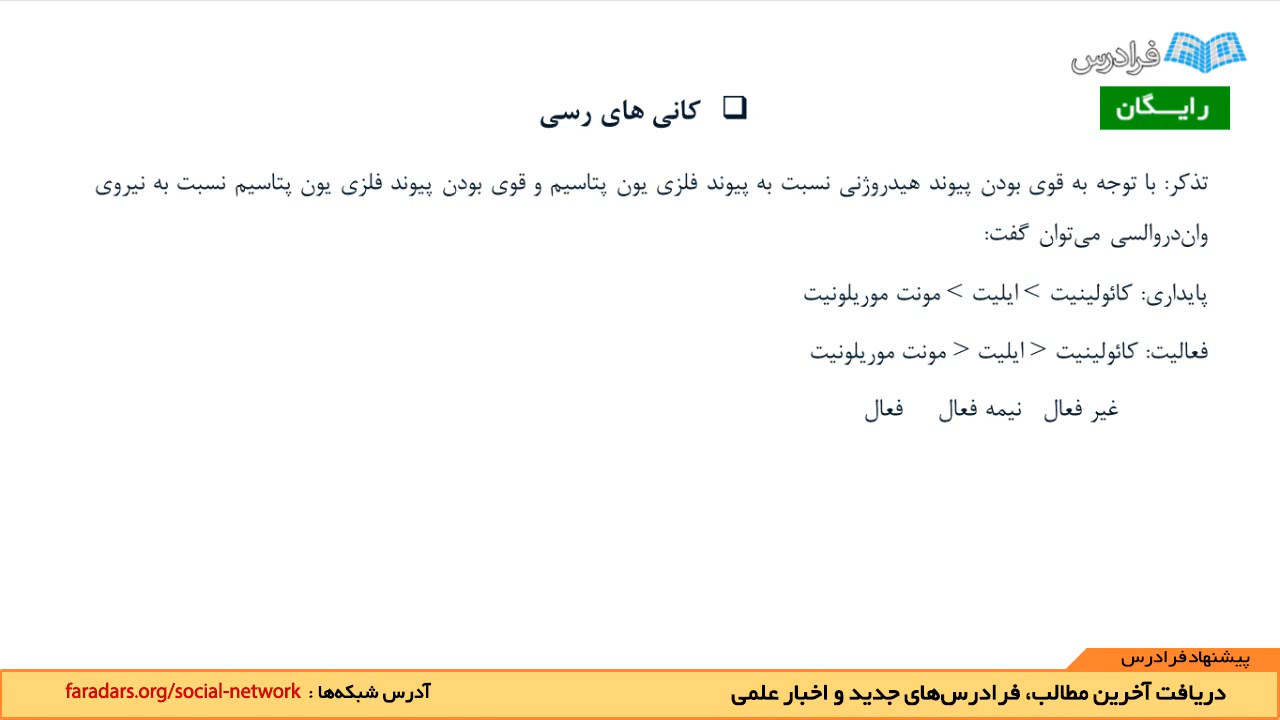 فرادرس
رایگان
❑ کانی های رسی
تذکر: با توجه به قوی بودن پیوند هیدروژنی نسبت به پیوند فلزی یون پتاسیم و قوی بودن پیوند فلزی یون پتاسیم نسبت به نیروی
وان‌دروالسی می‌توان گفت:
پایداری: کائولینیت > ایلیت > مونت موریلونیت
فعالیت: کائولینیت < ایلیت < مونت موریلونیت
غیر فعال نیمه فعال فعال
پیشنهاد فرادرس
دریافت آخرین مطالب، فرادرس‌های جدید و اخبار علمی
آدرس شبکه‌ها : faradars.org/social-network